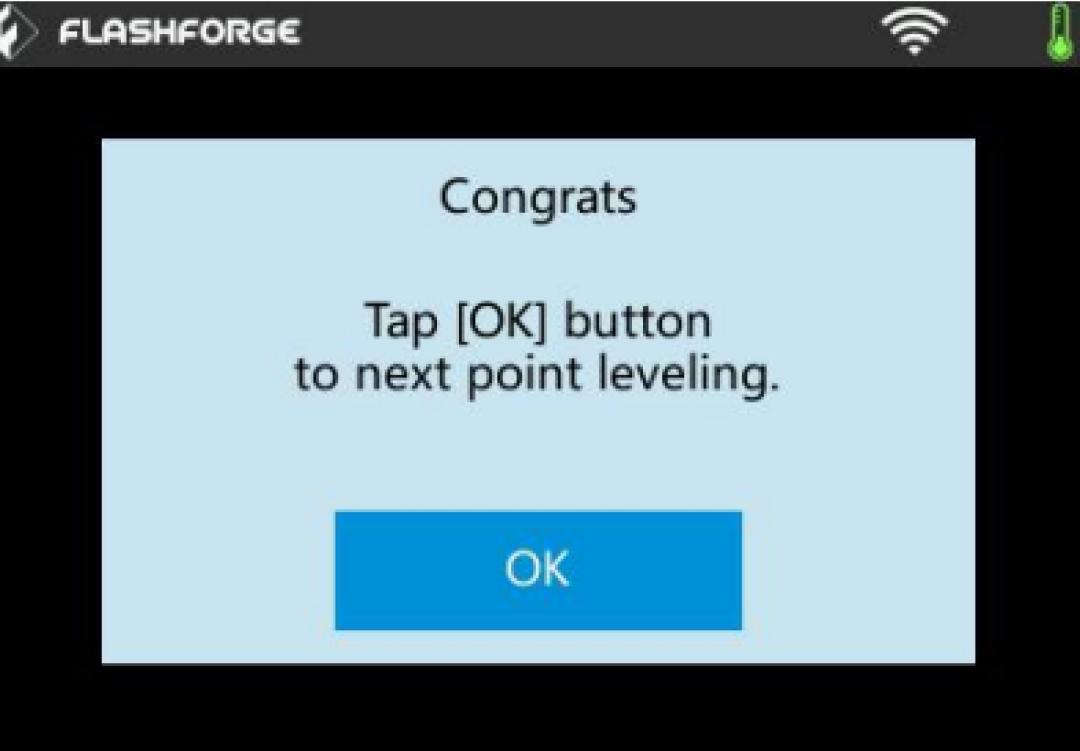 FLASHFORGE
Congrats
Tap [OK] button
to next point leveling.
OK